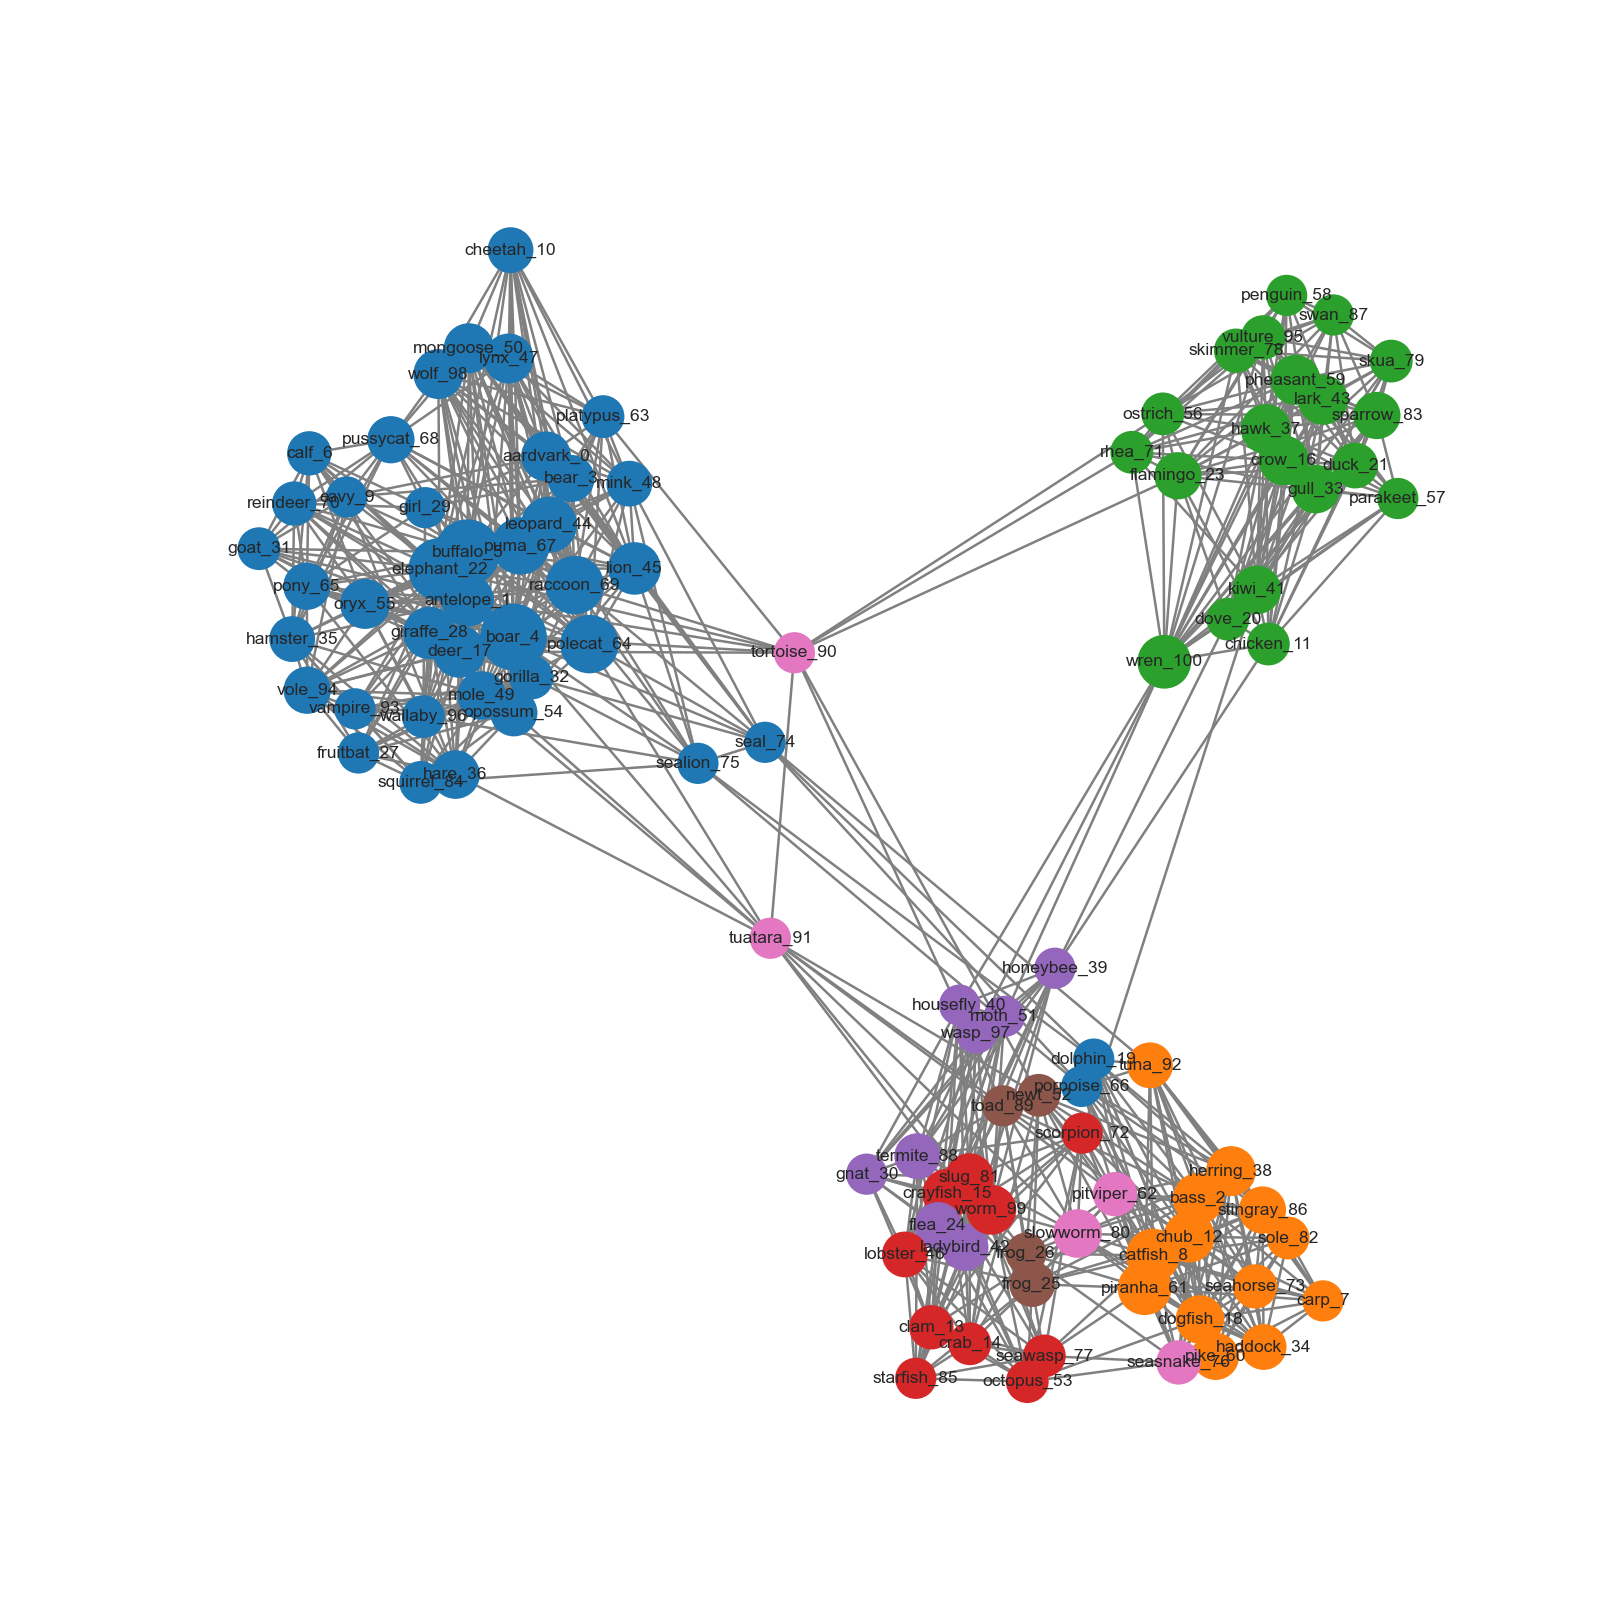 cheetah_10
penguin_58
swan_87
vulture_95
mongoose_50
skimmer_78
lynx_47
skua_79
wolf_98
pheasant_59
lark_43
ostrich_56
platypus_63
sparrow_83
hawk_37
pussycat_68
calf_6
rhea_71
aardvark_0
crow_16
duck_21
flamingo_23
bear_3
mink_48
gull_33
cavy_9
parakeet_57
reindeer_70
girl_29
leopard_44
puma_67
goat_31
buffalo_5
elephant_22
lion_45
pony_65
raccoon_69
kiwi_41
antelope_1
oryx_55
dove_20
giraffe_28
boar_4
hamster_35
polecat_64
chicken_11
deer_17
tortoise_90
wren_100
gorilla_32
vole_94
mole_49
vampire_93
opossum_54
wallaby_96
seal_74
fruitbat_27
sealion_75
hare_36
squirrel_84
tuatara_91
honeybee_39
housefly_40
moth_51
wasp_97
dolphin_19
tuna_92
porpoise_66
newt_52
toad_89
scorpion_72
termite_88
herring_38
gnat_30
slug_81
crayfish_15
pitviper_62
bass_2
worm_99
stingray_86
flea_24
slowworm_80
chub_12
sole_82
ladybird_42
lobster_46
frog_26
catfish_8
frog_25
seahorse_73
piranha_61
carp_7
dogfish_18
clam_13
crab_14
haddock_34
seawasp_77
pike_60
seasnake_76
starfish_85
octopus_53